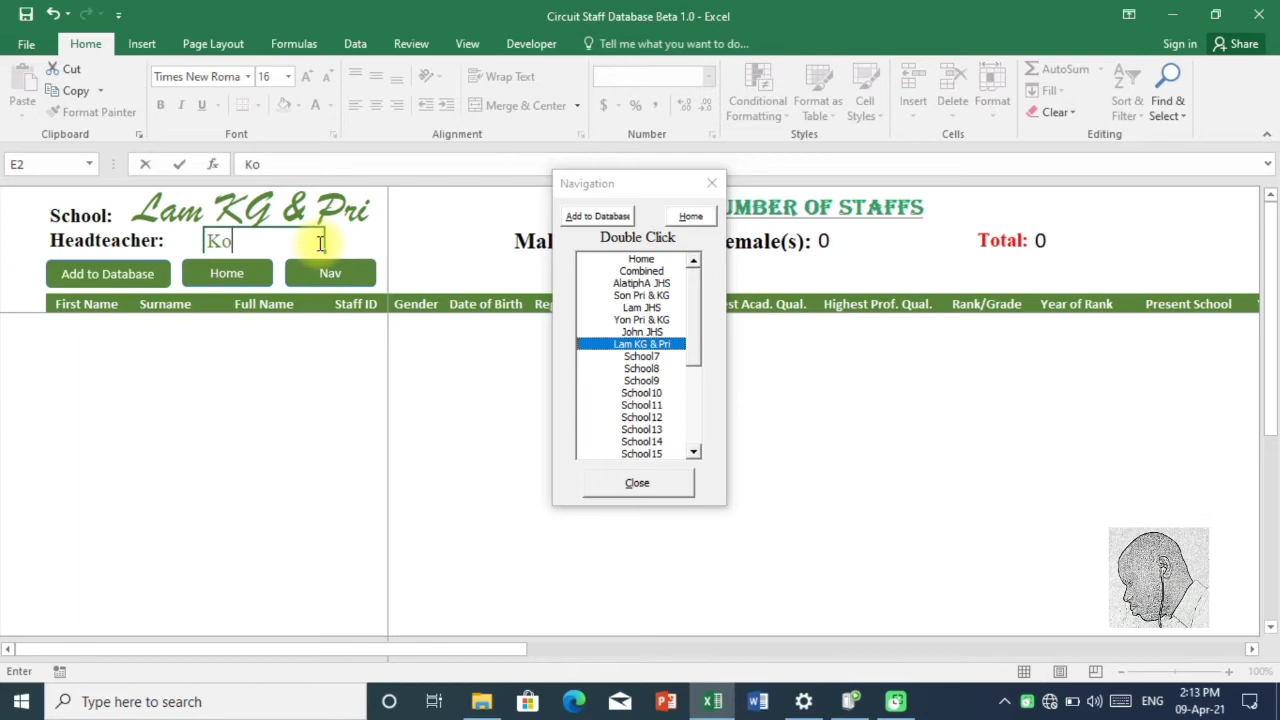 Circuit Staff Database Beta 1.0 - Excel
File Home Insert Page Layout Formulas Data Review View Developer Tell me what you want to do... Sign in Share
Paste
Cut
Copy
Format Painter
Clipboard
Times New Roma 16
B I U
Font
Wrap Text
Merge & Center
Alignment
$ % ,
Number
Conditional Formatting
Format as Table
Cell Styles
Styles
Insert Delete Format
Cells
AutoSum
Fill
Clear
Sort & Filter
Find & Select
Editing
E2 fx Ko
School: Lam KG & Pri
Headteacher: Ko
Add to Database Home Nav
UMBER OF STAFFS
Mal emale(s): 0 Total: 0
First Name Surname Full Name Staff ID Gender Date of Birth Reg est Acad. Qual. Highest Prof. Qual. Rank/Grade Year of Rank Present School
Navigation
Add to Database Home
Double Click
Home
Combined
AlatiphA JHS
Son Pri & KG
Lam JHS
Yon Pri & KG
John JHS
Lam KG & Pri
School7
School8
School9
School10
School11
School12
School13
School14
School15
Close
Enter 100%
Type here to search
ENG
2:13 PM
09-Apr-21